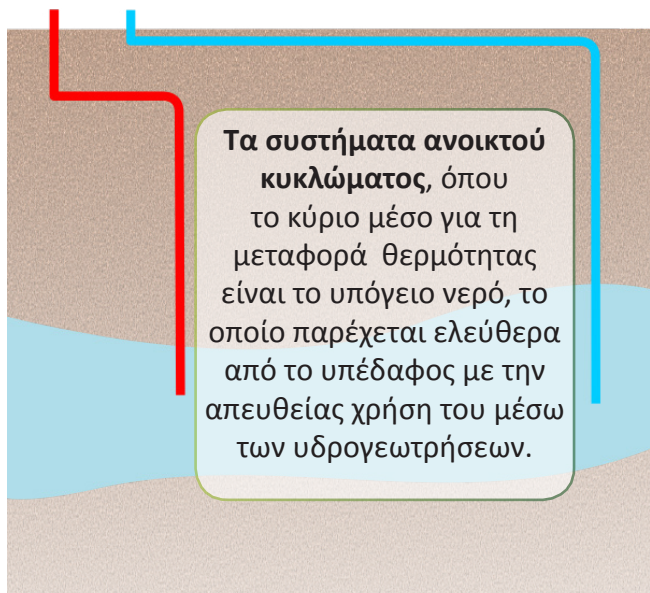 Τα συστήματα ανοικτού
κυκλώματος, όπου
το κύριο μέσο για τη
μεταφορά θερμότητας
είναι το υπόγειο νερό, το
οποίο παρέχεται ελεύθερα
από το υπέδαφος με την
απευθείας χρήση του μέσω
των υδρογεωτρήσεων.